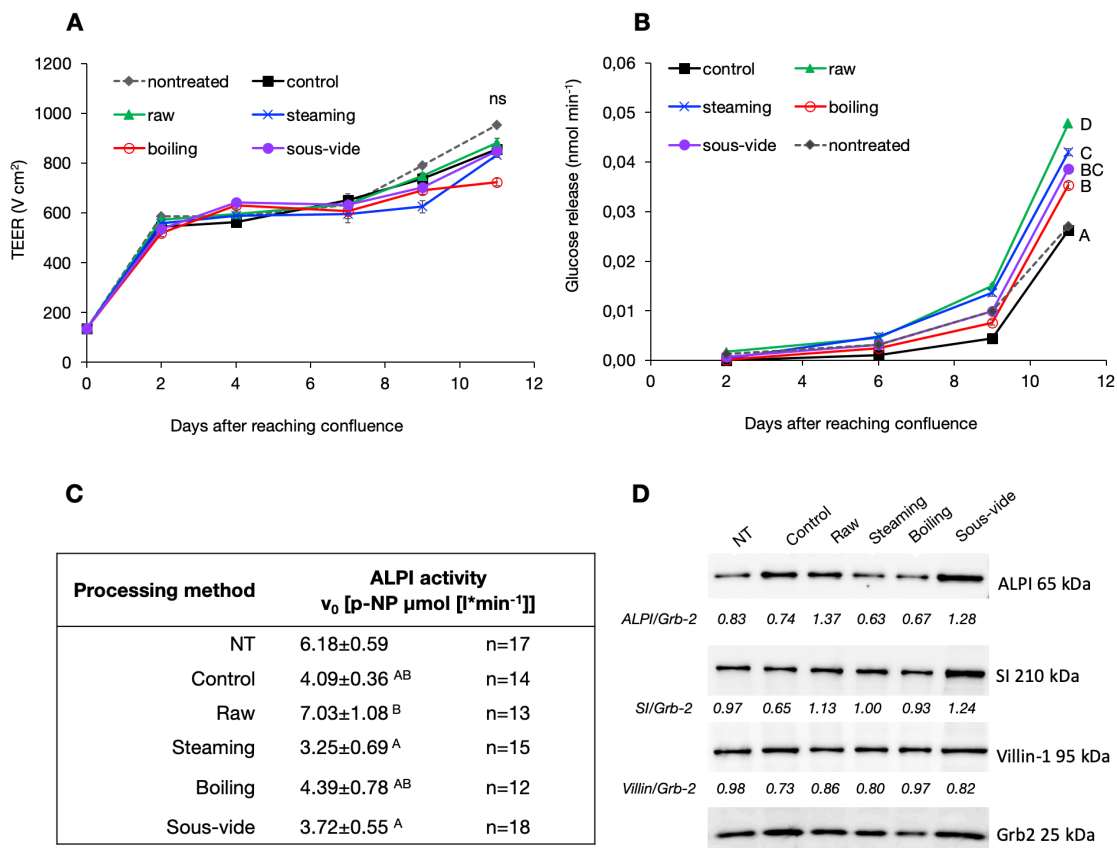 A
1200
1000
800
600
400
200
0
TEER (V cm²)
nontreated
control
raw
steaming
boiling
sous-vide
ns
0 2 4 6 8 10 12
Days after reaching confluence
B
0,06
0,05
0,04
0,03
0,02
0,01
0,00
Glucose release (nmol min⁻¹)
control
raw
steaming
boiling
sous-vide
nontreated
D
C
BC
B
A
0 2 4 6 8 10 12
Days after reaching confluence
C
Processing method ALPI activity
v₀ [p-NP µmol [l*min⁻¹]]
NT 6.18±0.59 n=17
Control 4.09±0.36 ᴬᴮ n=14
Raw 7.03±1.08 ᴮ n=13
Steaming 3.25±0.69 ᴬ n=15
Boiling 4.39±0.78 ᴬᴮ n=12
Sous-vide 3.72±0.55 ᴬ n=18
D
NT Control Raw Steaming Boiling Sous-vide
ALPI 65 kDa
ALPI/Grb-2 0.83 0.74 1.37 0.63 0.67 1.28
SI 210 kDa
SI/Grb-2 0.97 0.65 1.13 1.00 0.93 1.24
Villin-1 95 kDa
Villin/Grb-2 0.98 0.73 0.86 0.80 0.97 0.82
Grb2 25 kDa